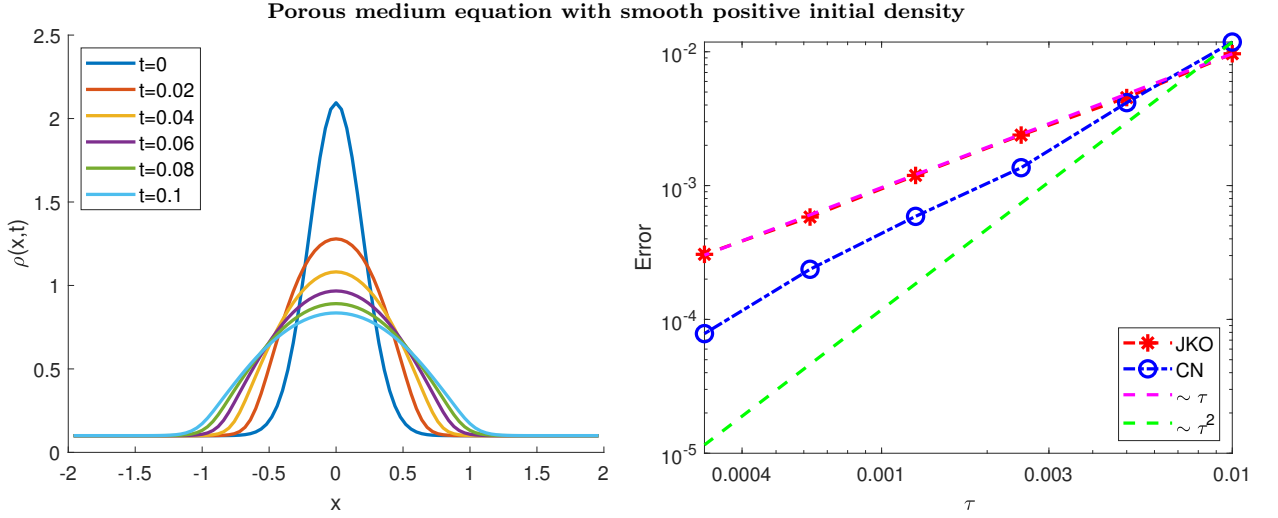 Porous medium equation with smooth positive initial density
2.5
2
1.5
1
0.5
0
ρ(x,t)
t=0
t=0.02
t=0.04
t=0.06
t=0.08
t=0.1
-2
-1.5
-1
-0.5
0
0.5
1
1.5
2
x
10^-2
10^-3
10^-4
10^-5
Error
JKO
CN
~ τ
~ τ^2
0.0004
0.001
0.003
0.01
τ